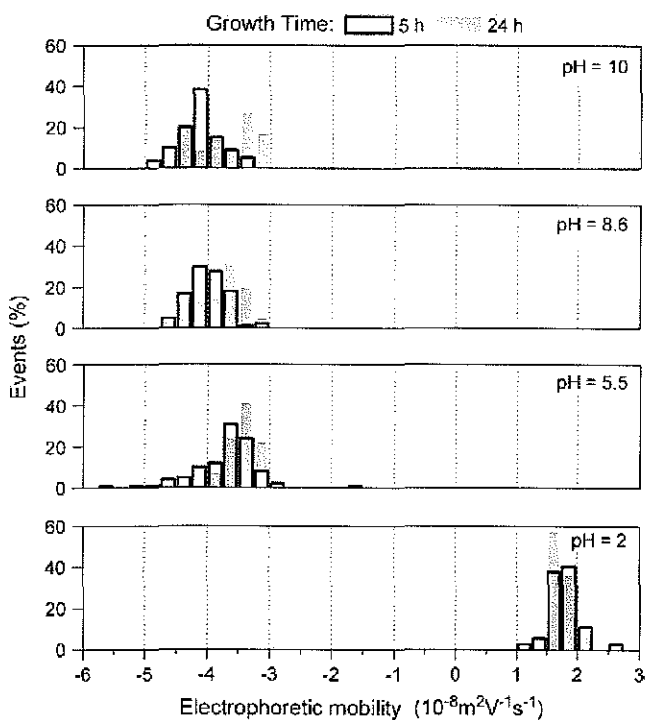 Growth Time: 5 h 24 h
60
40
20
0
pH = 10
60
40
20
0
pH = 8.6
Events (%)
60
40
20
0
pH = 5.5
60
40
20
0
pH = 2
-6 -5 -4 -3 -2 -1 0 1 2 3
Electrophoretic mobility (10⁻⁸m²V⁻¹s⁻¹)